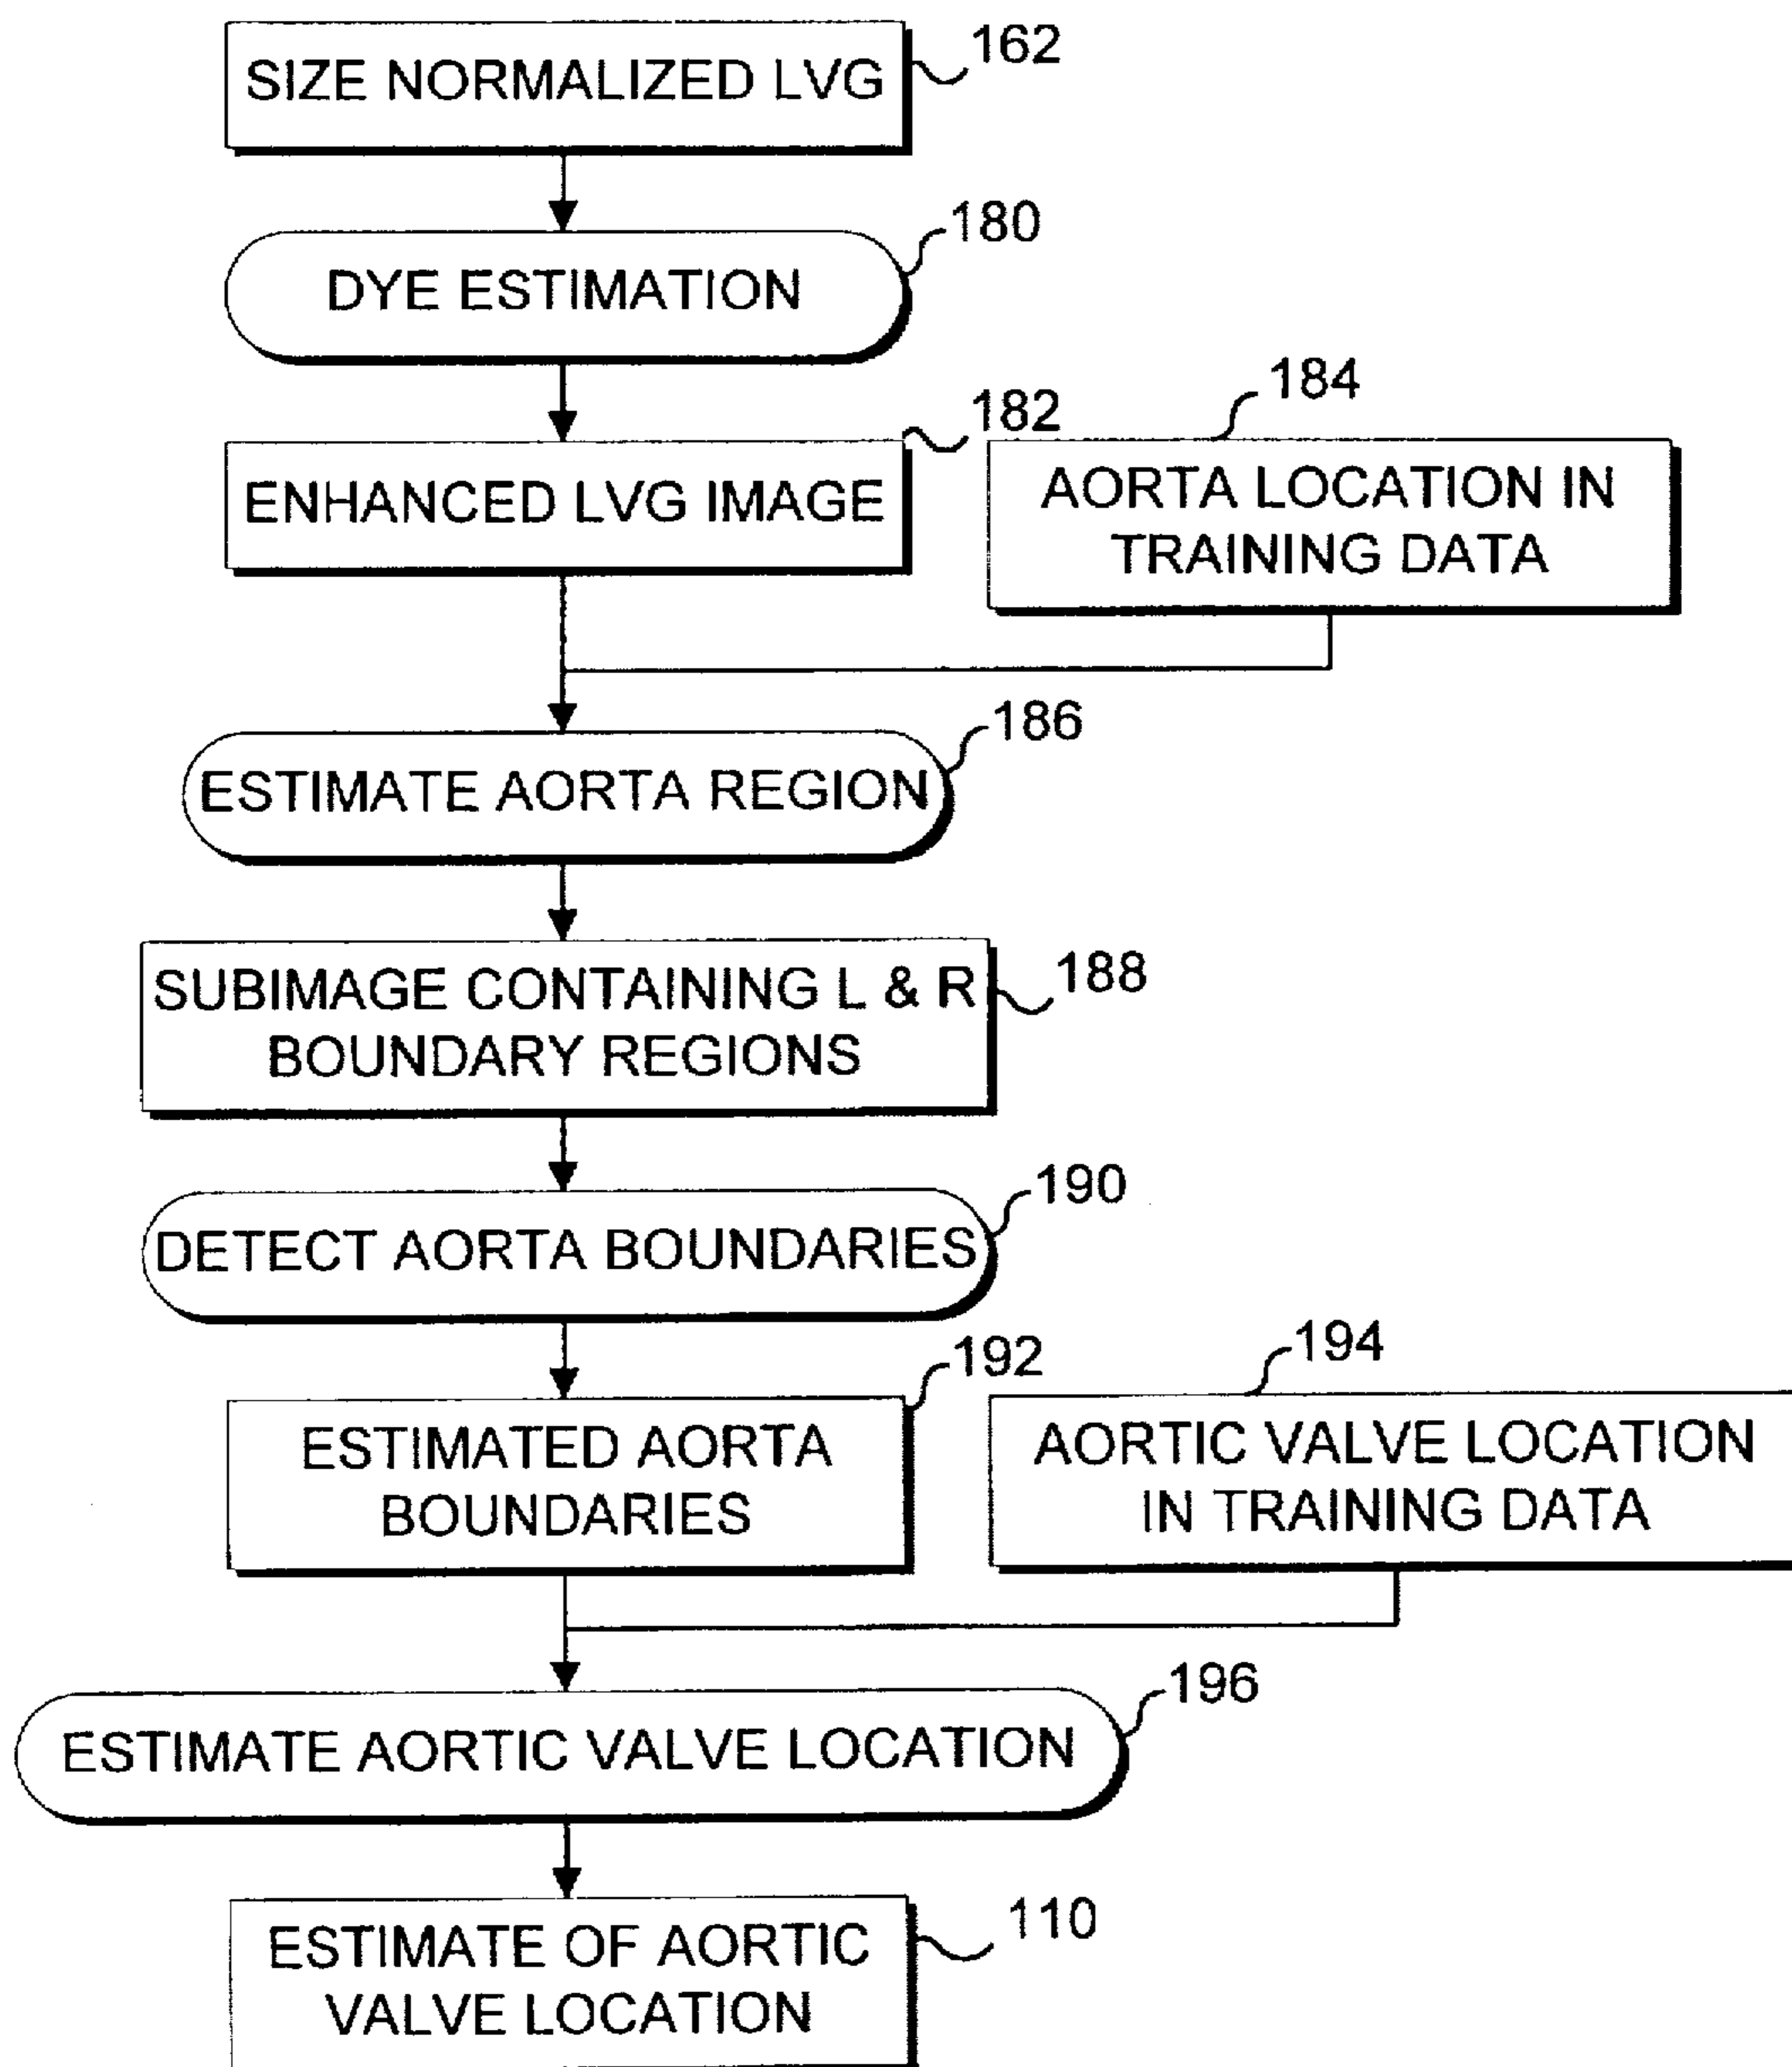 SIZE NORMALIZED LVG
162
DYE ESTIMATION
180
ENHANCED LVG IMAGE
182
AORTA LOCATION IN
TRAINING DATA
184
ESTIMATE AORTA REGION
186
SUBIMAGE CONTAINING L & R
BOUNDARY REGIONS
188
DETECT AORTA BOUNDARIES
190
ESTIMATED AORTA
BOUNDARIES
192
AORTIC VALVE LOCATION
IN TRAINING DATA
194
ESTIMATE AORTIC VALVE LOCATION
196
ESTIMATE OF AORTIC
VALVE LOCATION
110